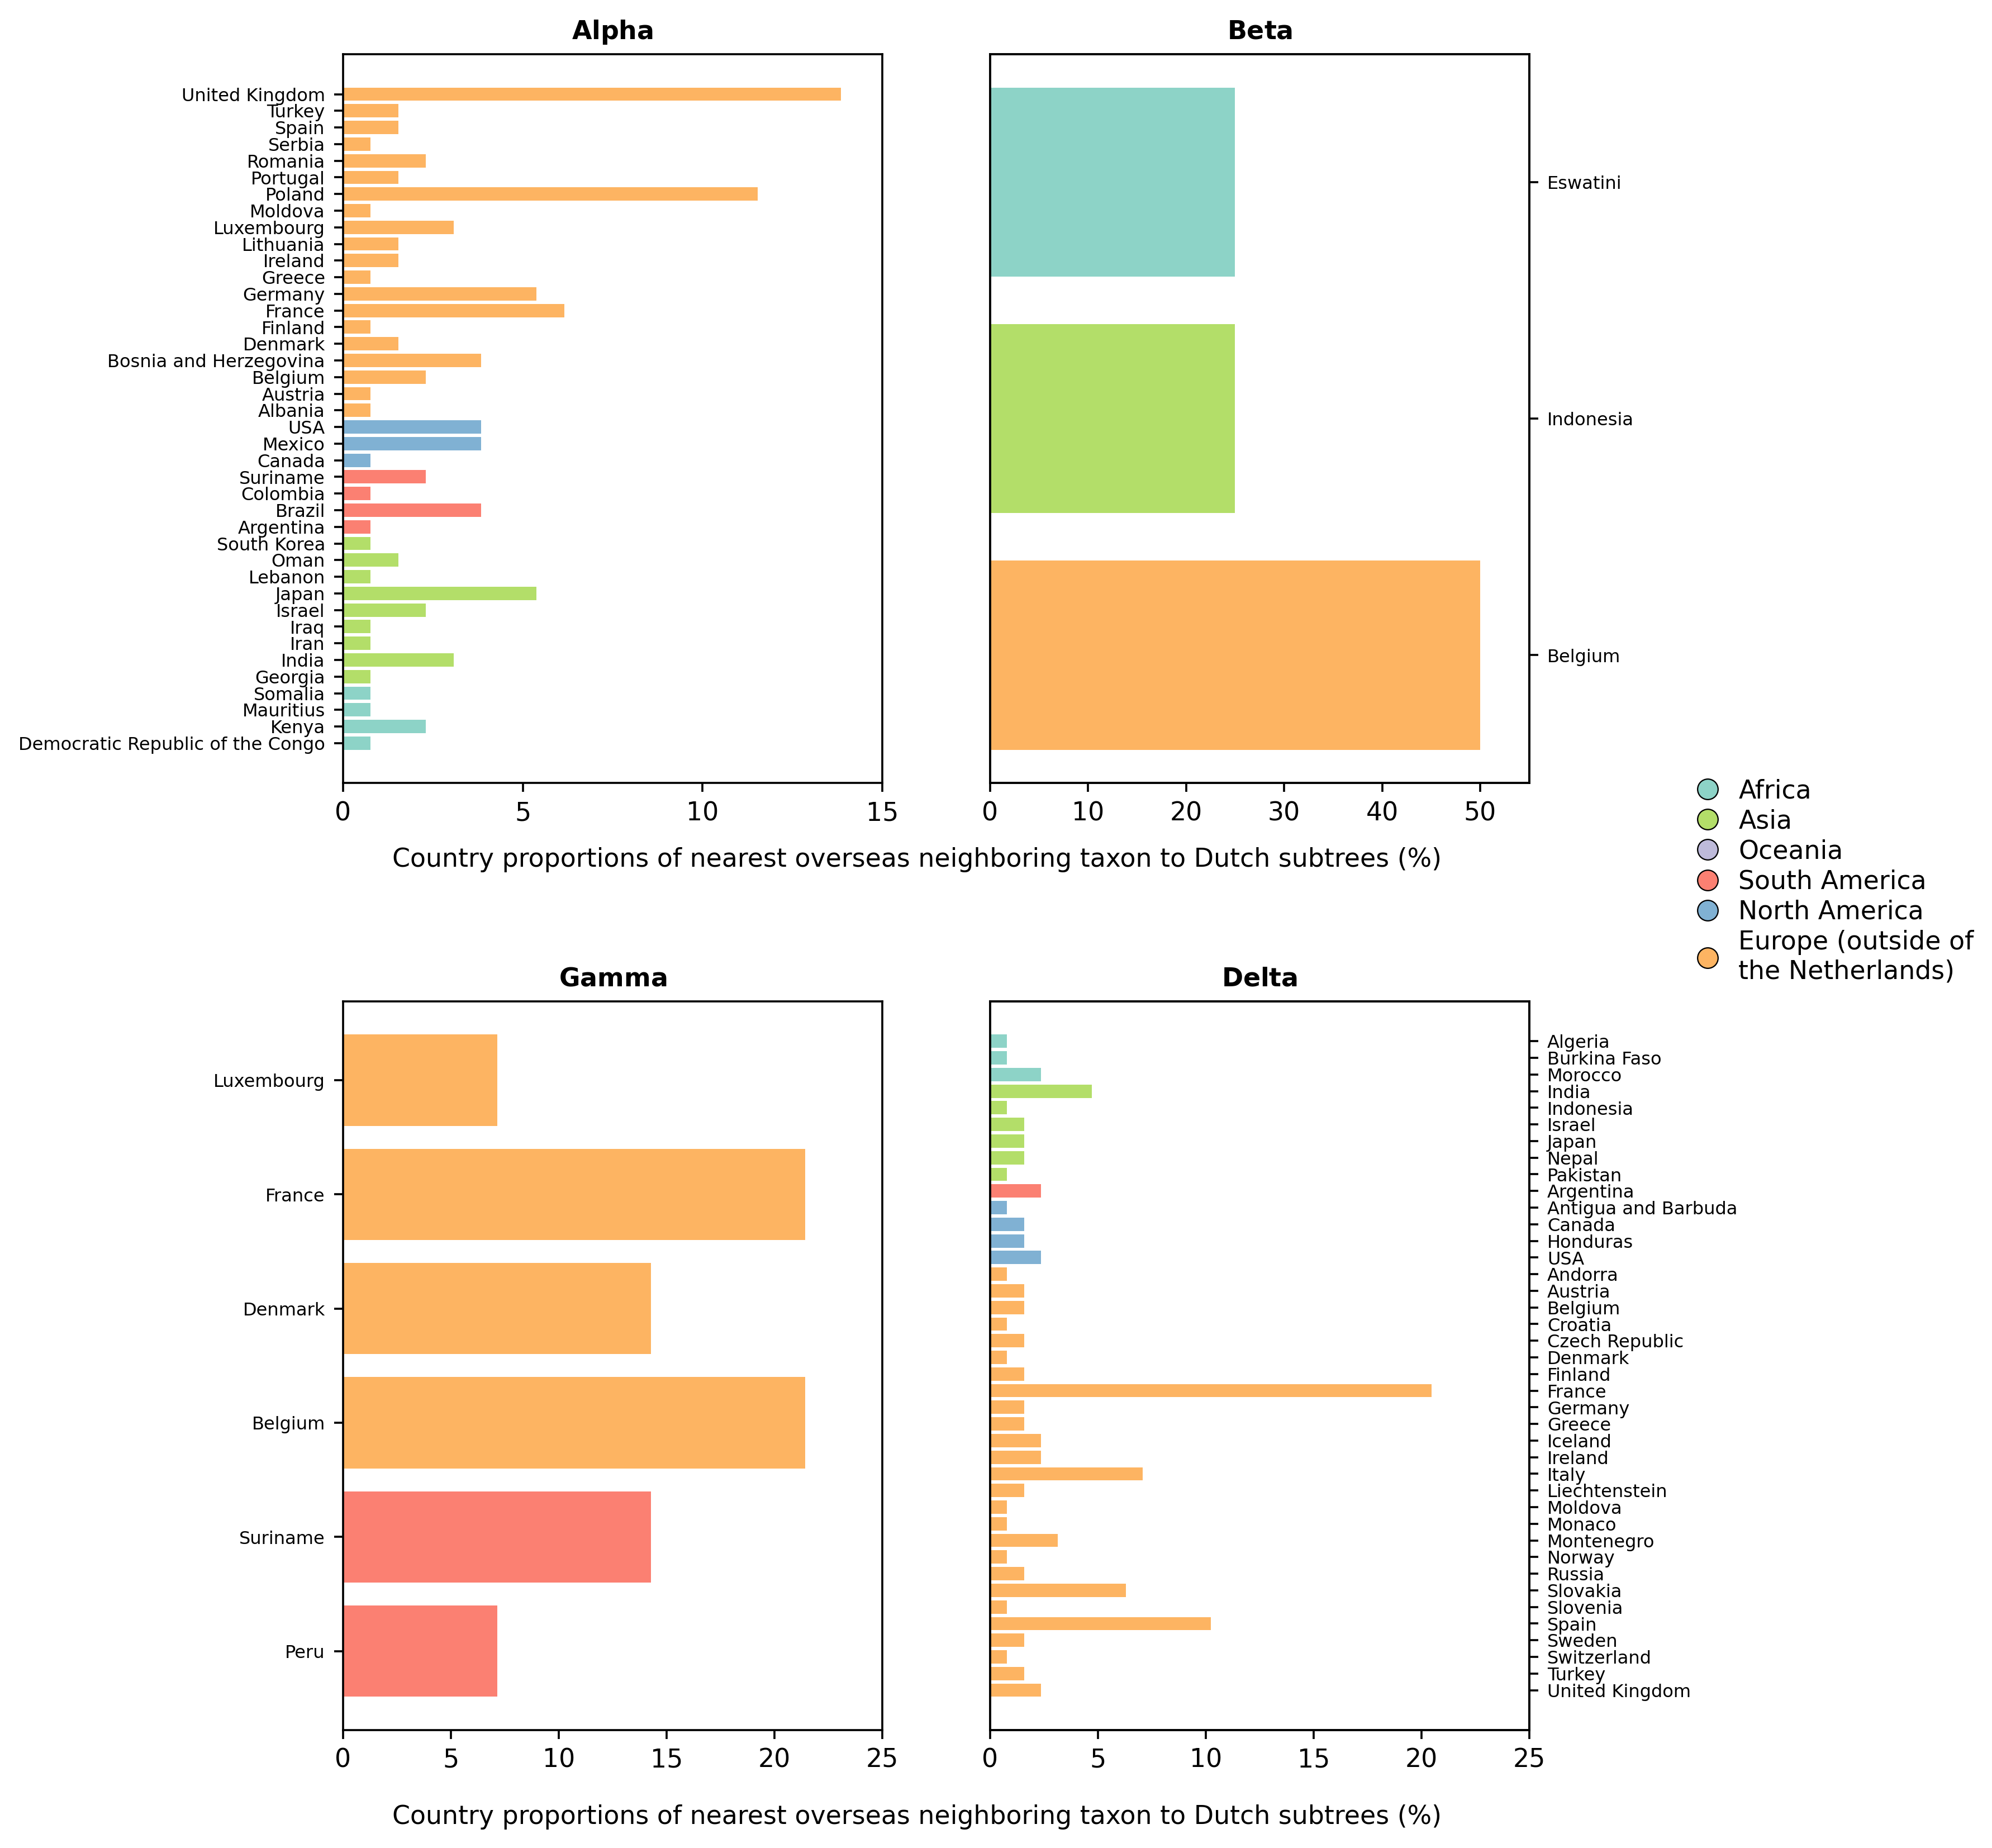 Alpha
United Kingdom
Turkey
Spain
Serbia
Romania
Portugal
Poland
Moldova
Luxembourg
Lithuania
Ireland
Greece
Germany
France
Finland
Denmark
Bosnia and Herzegovina
Belgium
Austria
Albania
USA
Mexico
Canada
Suriname
Colombia
Brazil
Argentina
South Korea
Oman
Lebanon
Japan
Israel
Iraq
Iran
India
Georgia
Somalia
Mauritius
Kenya
Democratic Republic of the Congo
0 5 10 15
Beta
Eswatini
Indonesia
Belgium
0 10 20 30 40 50
Country proportions of nearest overseas neighboring taxon to Dutch subtrees (%)
Africa
Asia
Oceania
South America
North America
Europe (outside of
the Netherlands)
Gamma
Luxembourg
France
Denmark
Belgium
Suriname
Peru
0 5 10 15 20 25
Delta
Algeria
Burkina Faso
Morocco
India
Indonesia
Israel
Japan
Nepal
Pakistan
Argentina
Antigua and Barbuda
Canada
Honduras
USA
Andorra
Austria
Belgium
Croatia
Czech Republic
Denmark
Finland
France
Germany
Greece
Iceland
Ireland
Italy
Liechtenstein
Moldova
Monaco
Montenegro
Norway
Russia
Slovakia
Slovenia
Spain
Sweden
Switzerland
Turkey
United Kingdom
0 5 10 15 20 25
Country proportions of nearest overseas neighboring taxon to Dutch subtrees (%)